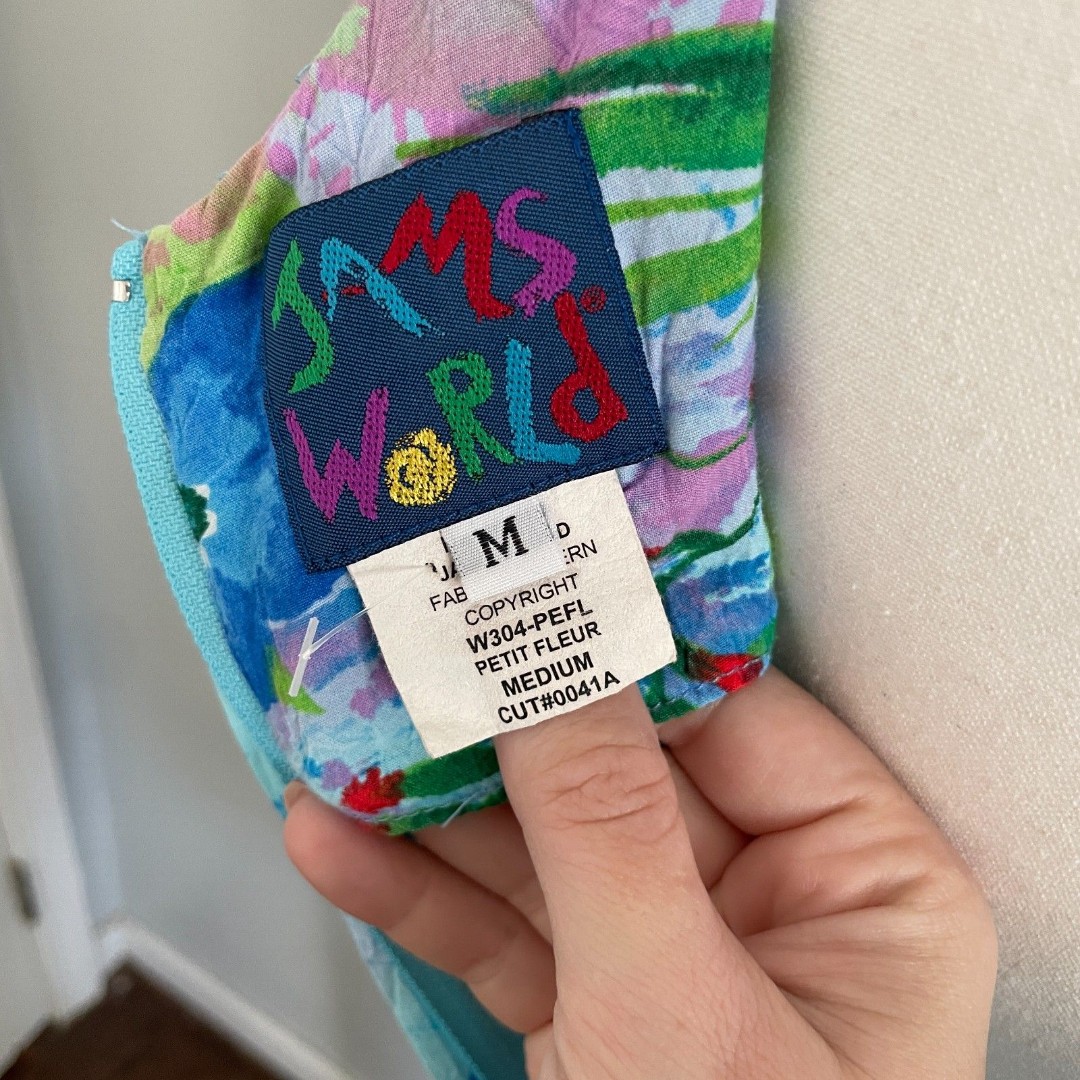 JAMS
WORLd®
M
COPYRIGHT
W304-PEFL
PETIT FLEUR
MEDIUM
CUT#0041A